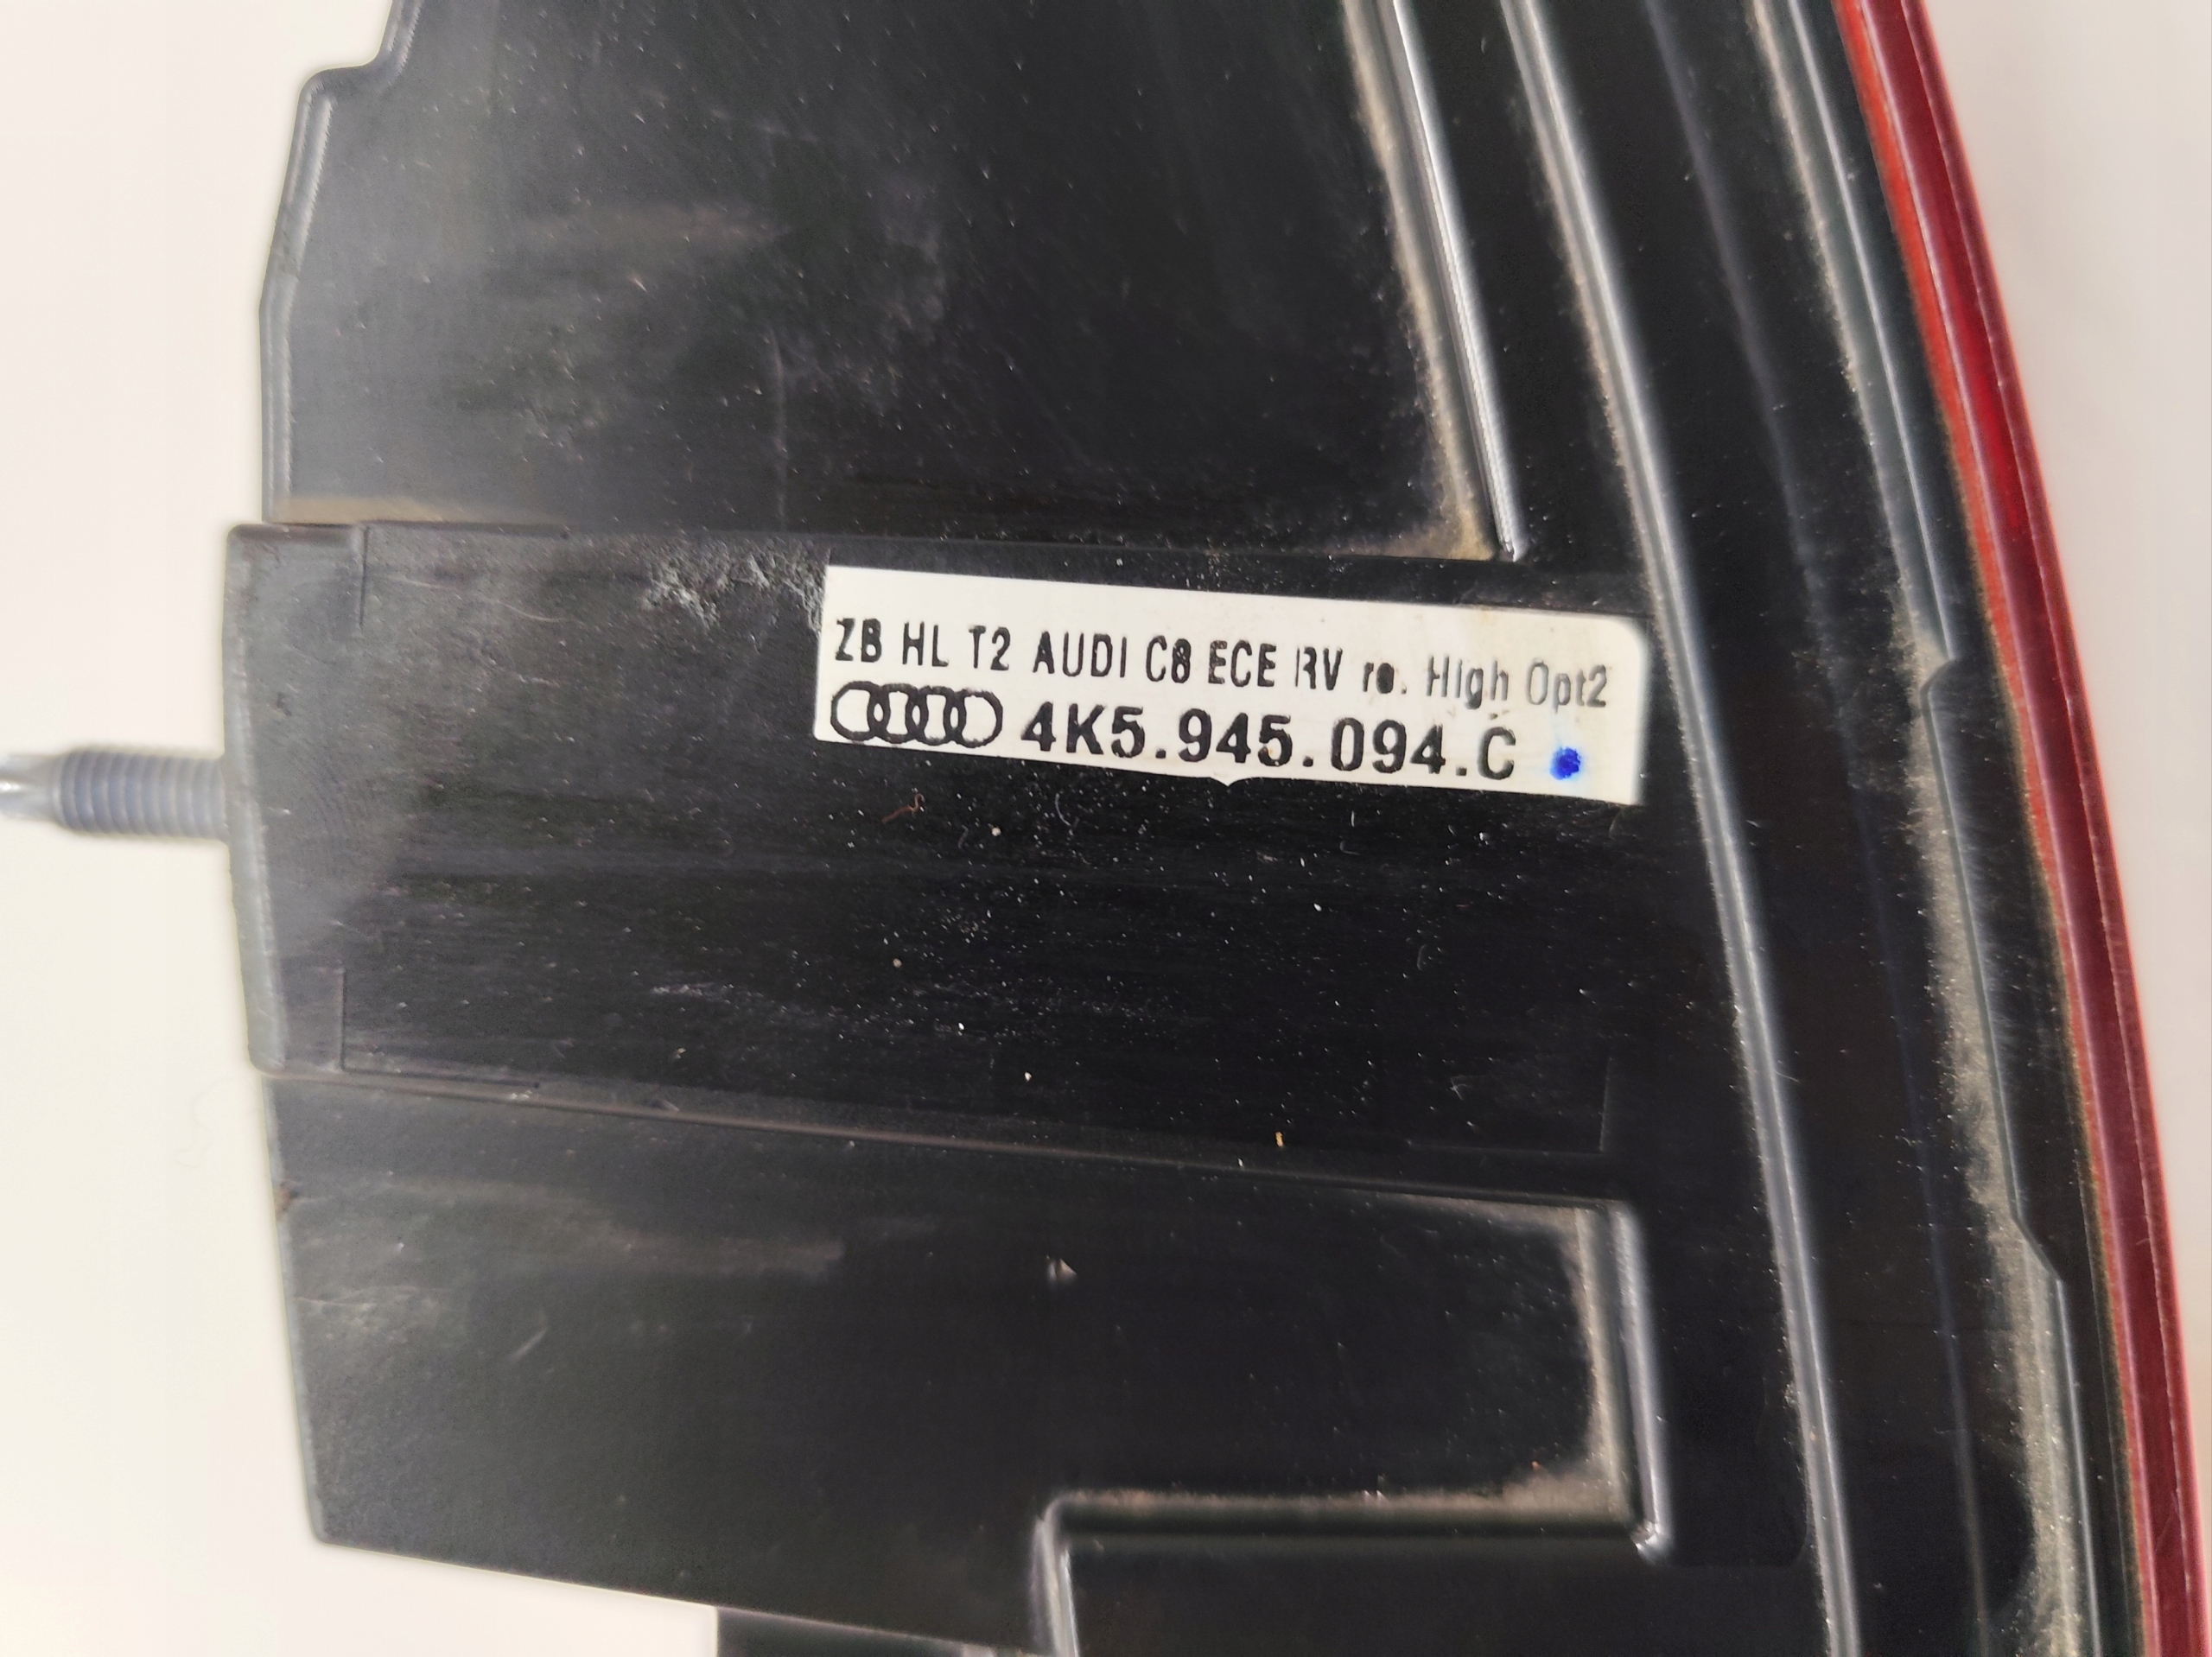 ZB HL T2 AUDI C8 ECE RV re. High Opt2
4K5.945.094.C